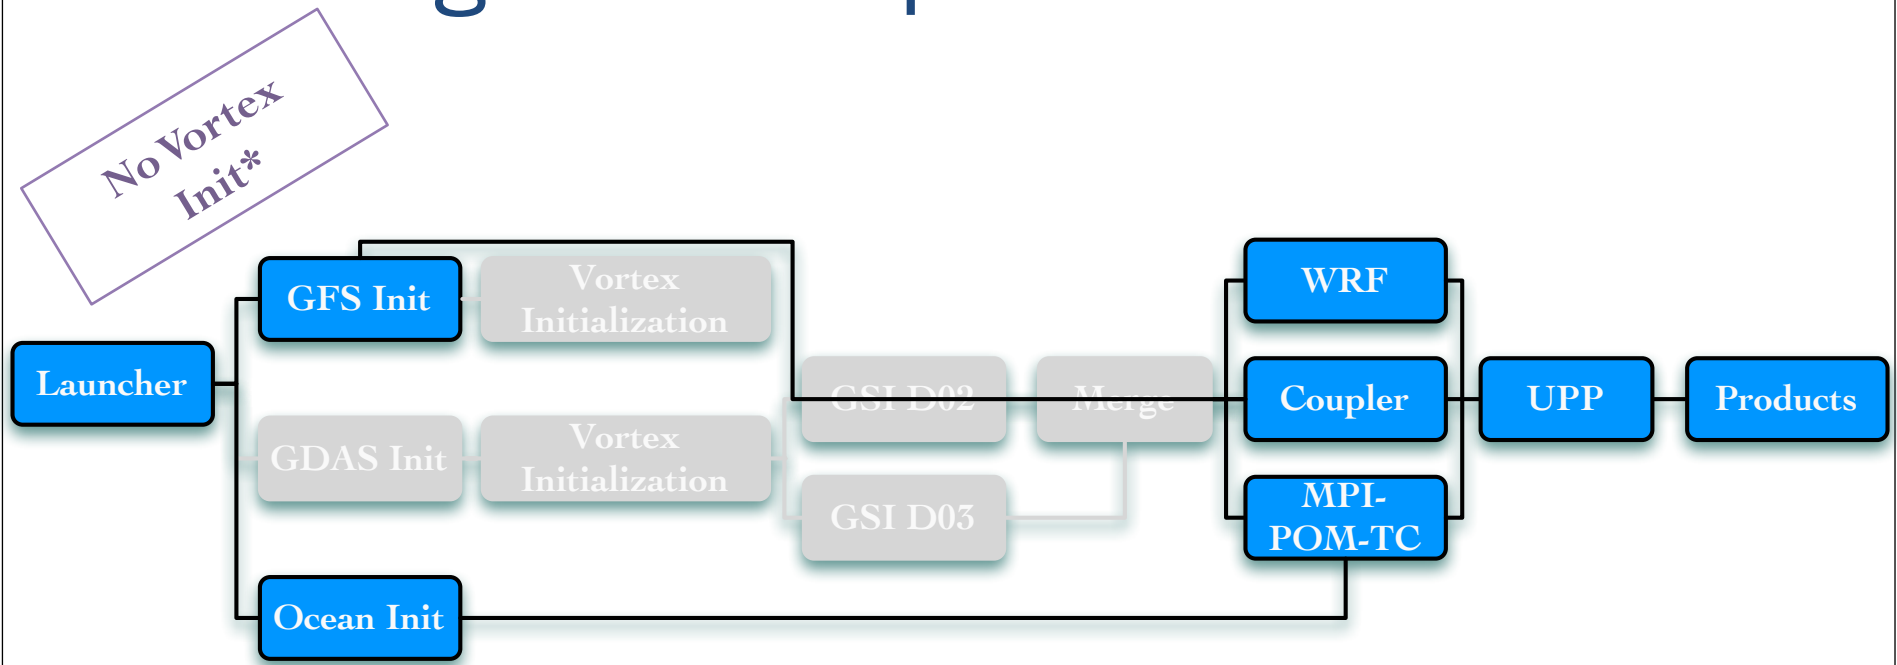 No Vortex
Init*
GFS Init
Vortex
Initialization
WRF
Launcher
GSI D02
Merge
Coupler
UPP
Products
GDAS Init
Vortex
Initialization
GSI D03
MPI-
POM-TC
Ocean Init